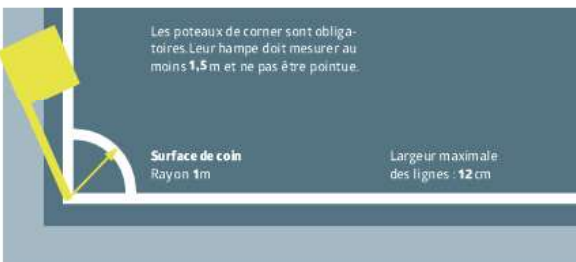 Les poteaux de corner sont obliga-
toires.Leur hampe doit mesurer au
moins 1,5 m et ne pas être pointue.
Surface de coin
Rayon 1m
Largeur maximale
des lignes : 12 cm